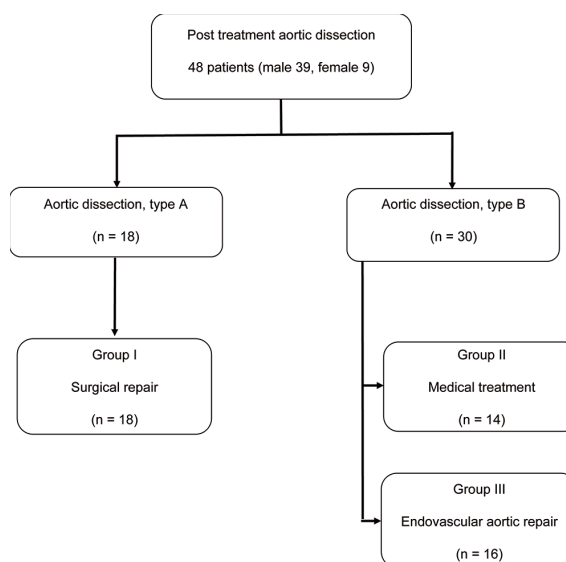 Post treatment aortic dissection
48 patients (male 39, female 9)
Aortic dissection, type A
(n = 18)
Aortic dissection, type B
(n = 30)
Group I
Surgical repair
(n = 18)
Group II
Medical treatment
(n = 14)
Group III
Endovascular aortic repair
(n = 16)